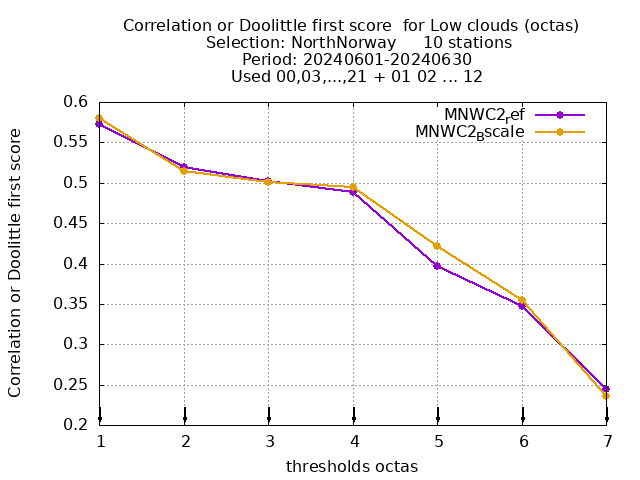 Correlation or Doolittle first score  for Low clouds (octas)
Selection: NorthNorway     10 stations
Period: 20240601-20240630
Used 00,03,...,21 + 01 02 ... 12
MNWC2ref
MNWC2Bscale
Correlation or Doolittle first score
0.6
0.55
0.5
0.45
0.4
0.35
0.3
0.25
0.2
1 2 3 4 5 6 7
thresholds octas